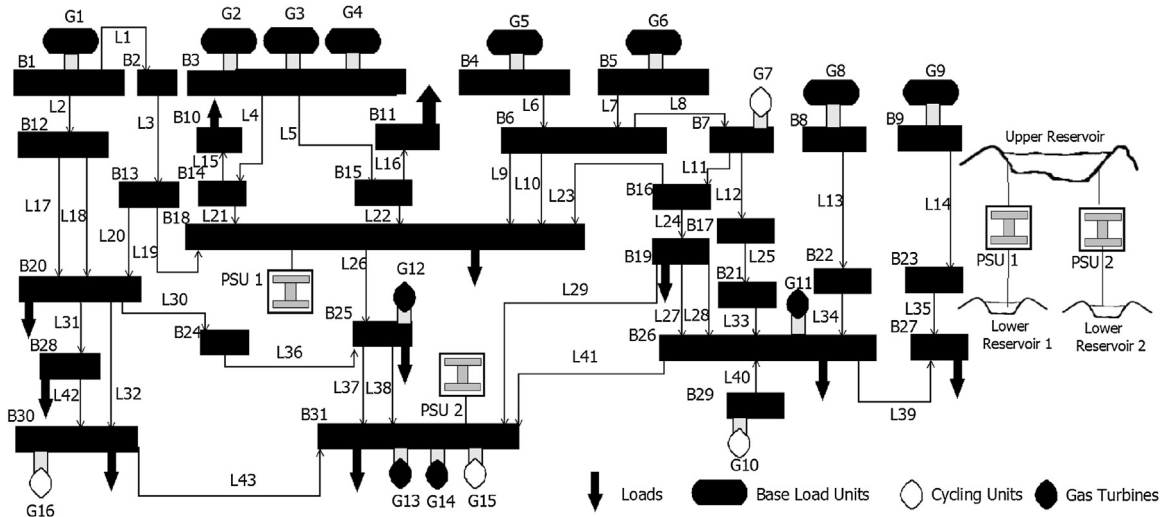 G1
G2
G3
G4
G5
G6
L1
B1
B2
B3
B4
B5
G7
G8
G9
L2
L3
B10
L4
L5
B11
L6
L7
L8
B12
B6
B7
B8
B9
Upper Reservoir
L15
B14
B15
L16
L11
B13
B16
L9
L10
L23
L12
L13
L14
L17
L18
L20
L19
B18
L21
L22
L24
B17
PSU 1
PSU 2
B20
PSU 1
L26
G12
B19
L25
B22
B23
L30
L29
B21
G11
L31
B24
B25
L27
L28
L33
L34
L35
Lower
Reservoir 1
Lower
Reservoir 2
B28
L36
B26
B27
L42
L32
L37
L38
L41
L40
B30
PSU 2
B31
B29
L39
L43
G10
G16
G13
G14
G15
Loads
Base Load Units
Cycling Units
Gas Turbines